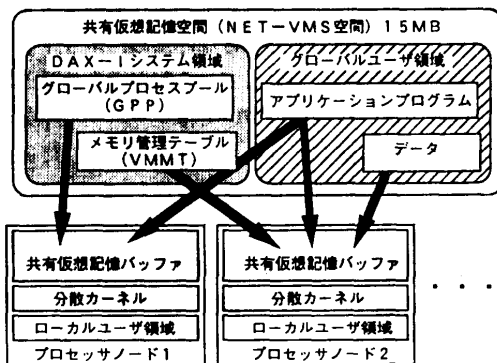 共有仮想記憶空間（NET－VMS空間）15MB
DAX－Iシステム領域
グローバルプロセスプール
（GPP）
メモリ管理テーブル
（VMMT）
グローバルユーザ領域
アプリケーションプログラム
データ
共有仮想記憶バッファ
分散カーネル
ローカルユーザ領域
プロセッサノード1
共有仮想記憶バッファ
分散カーネル
ローカルユーザ領域
プロセッサノード2
・・・・